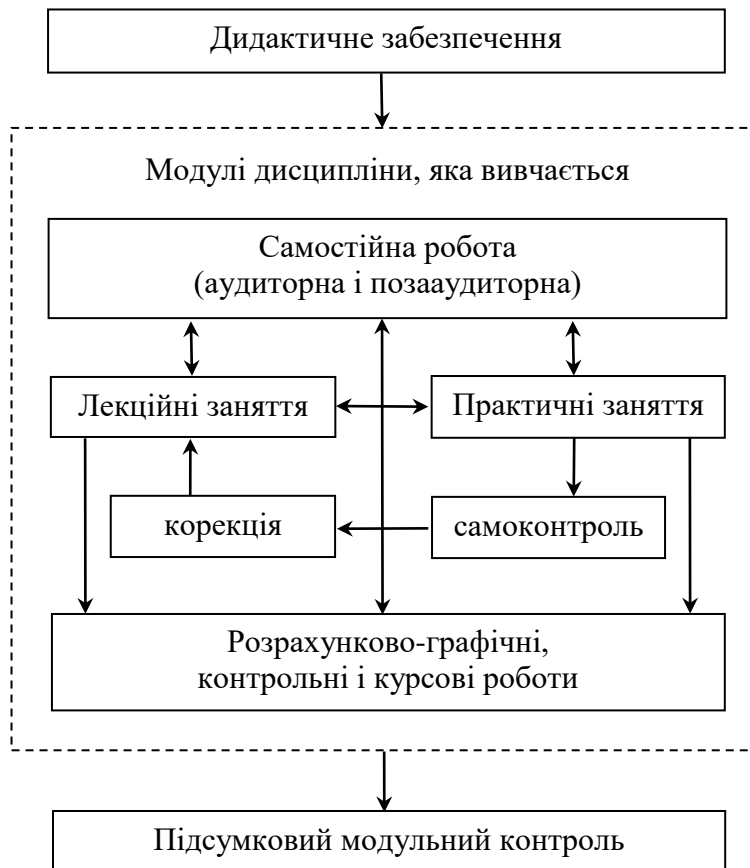 Дидактичне забезпечення
Модулі дисципліни, яка вивчається
Самостійна робота
(аудиторна і позааудиторна)
Лекційні заняття
Практичні заняття
корекція
самоконтроль
Розрахунково-графічні,
контрольні і курсові роботи
Підсумковий модульний контроль